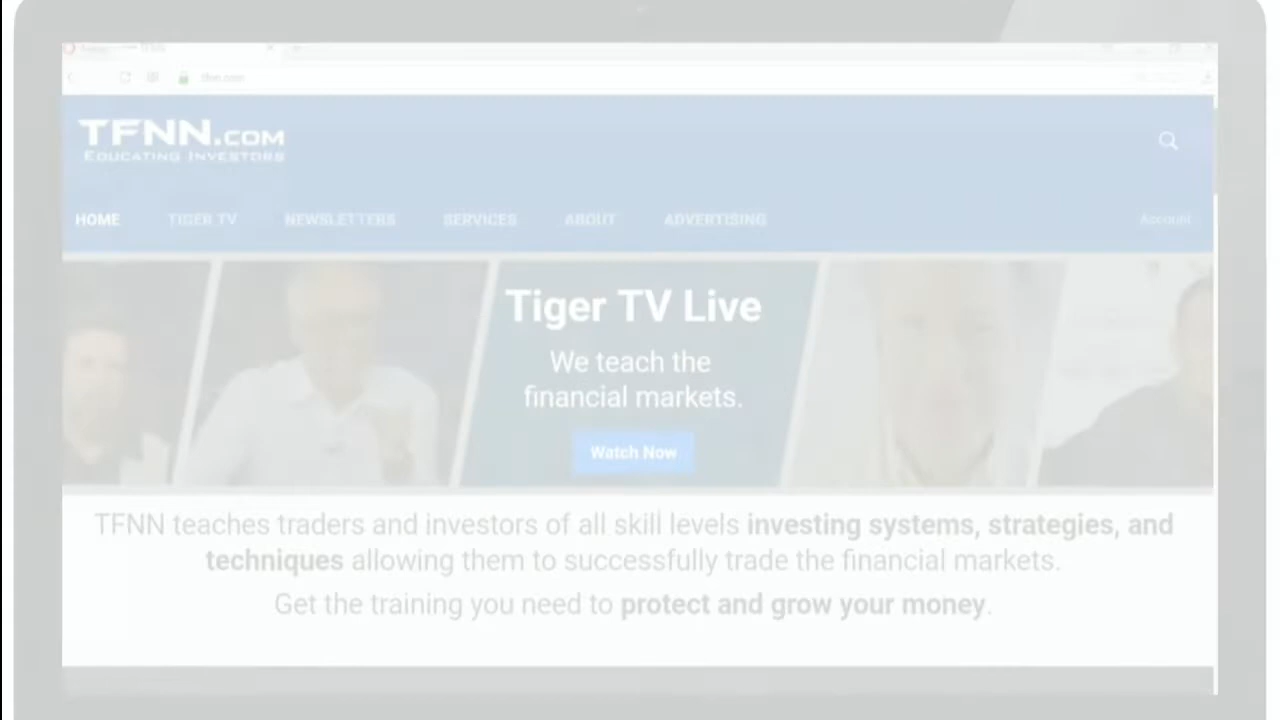 tfnn.com
TFNN.COM
EDUCATING INVESTORS
HOME TIGER TV NEWSLETTERS SERVICES ABOUT ADVERTISING Account
Tiger TV Live
We teach the
financial markets.
Watch Now
TFNN teaches traders and investors of all skill levels investing systems, strategies, and
techniques allowing them to successfully trade the financial markets.
Get the training you need to protect and grow your money.